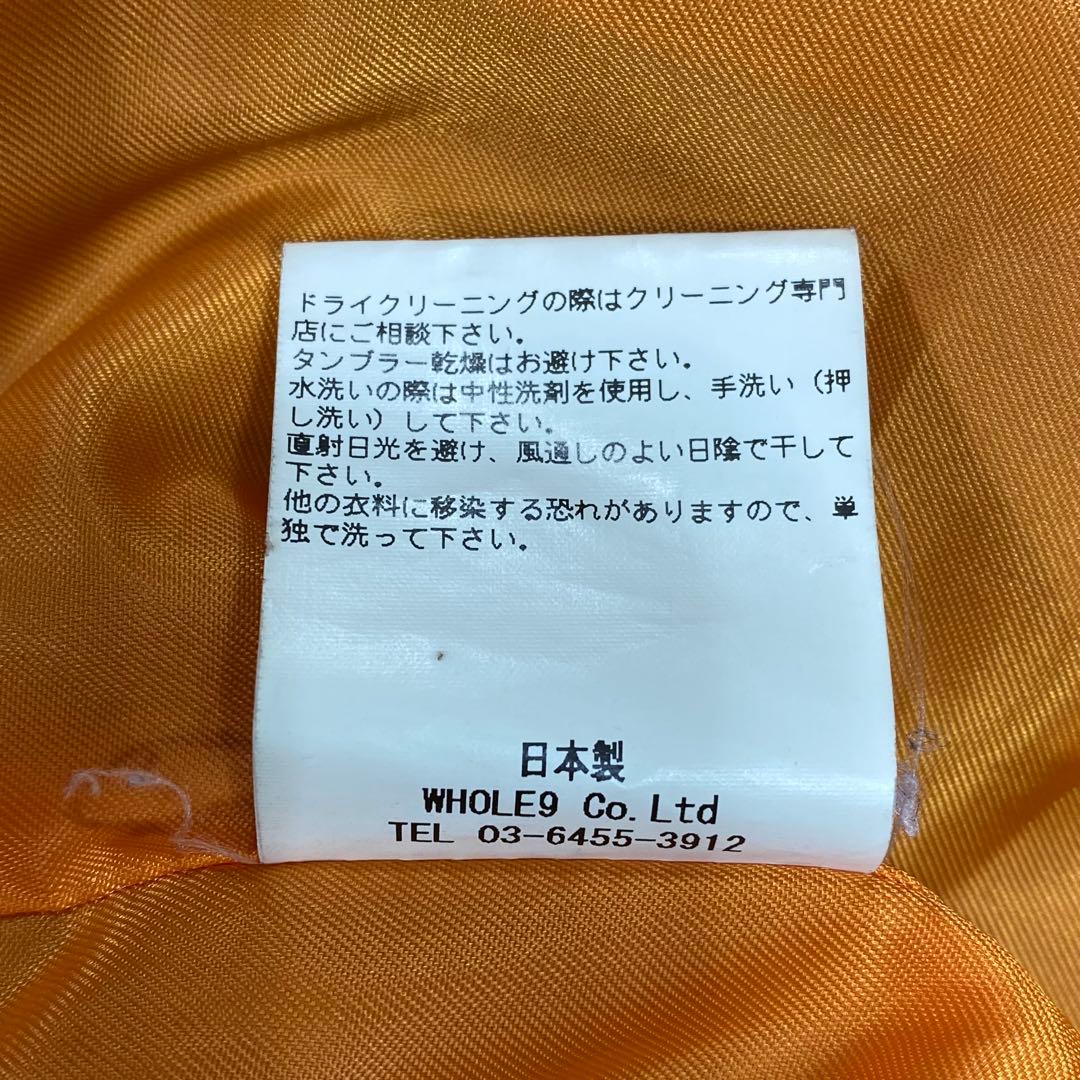 ドライクリーニングの際はクリーニング専門
店にご相談下さい。
タンブラー乾燥はお避け下さい。
水洗いの際は中性洗剤を使用し、手洗い（押
し洗い）して下さい。
直射日光を避け、風通しのよい日陰で干して
下さい。
他の衣料に移染する恐れがありますので、単
独で洗って下さい。
日本製
WHOLE9 Co.Ltd
TEL 03-6455-3912